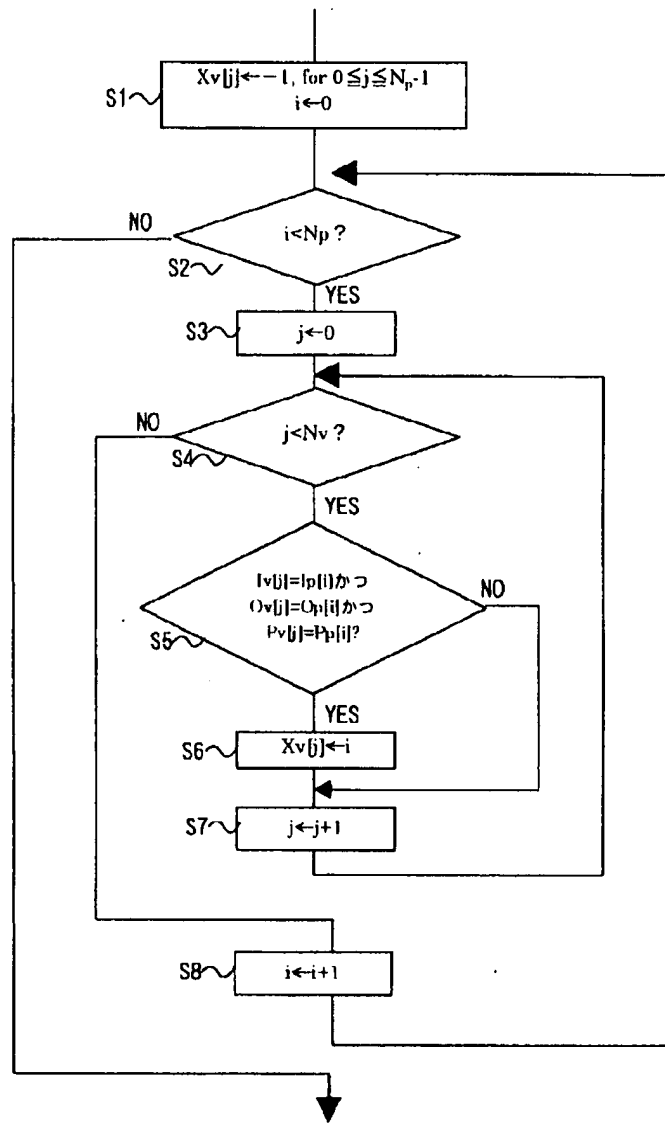 Xv[j]←−1, for 0≦j≦Np-1
i←0
S1
i<Np ?
NO
S2
YES
S3
j←0
j<Nv ?
NO
S4
YES
Iv[j]=Ip[i]かつ
Ov[j]=Op[i]かつ
Pv[j]=Pp[i]?
NO
S5
YES
S6
Xv[j]←i
S7
j←j+1
S8
i←i+1